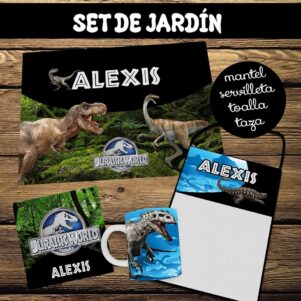 SET DE JARDÍN
mantel
servilleta
toalla
taza
ALEXIS
JURASSIC WORLD
ALEXIS
JURASSIC WORLD
ALEXIS